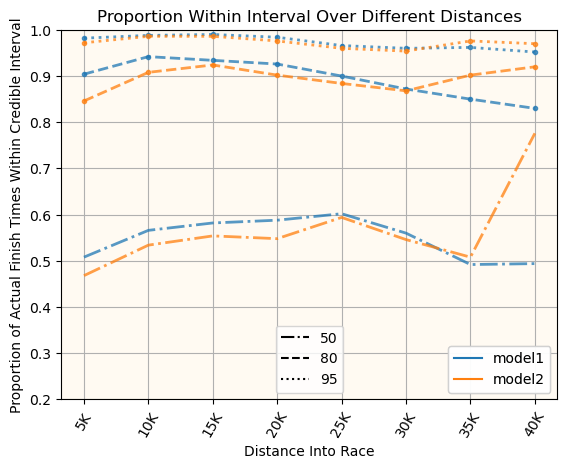 Proportion Within Interval Over Different Distances
Proportion of Actual Finish Times Within Credible Interval
1.0
0.9
0.8
0.7
0.6
0.5
0.4
0.3
0.2
50
80
95
model1
model2
5K
10K
15K
20K
25K
30K
35K
40K
Distance Into Race